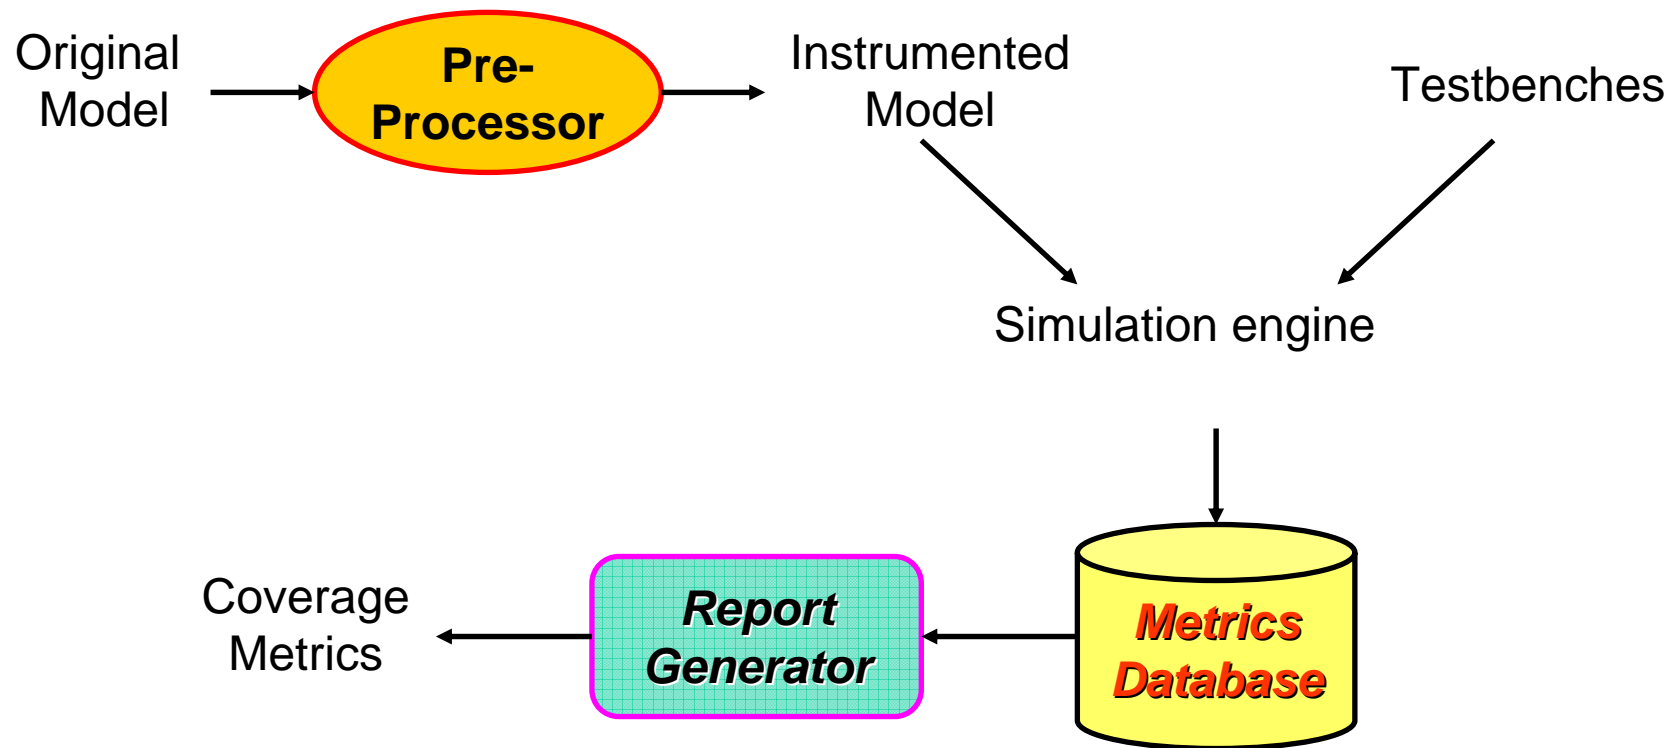 Original
Model
Pre-
Processor
Instrumented
Model
Testbenches
Simulation engine
Coverage
Metrics
Report
Generator
Metrics
Database